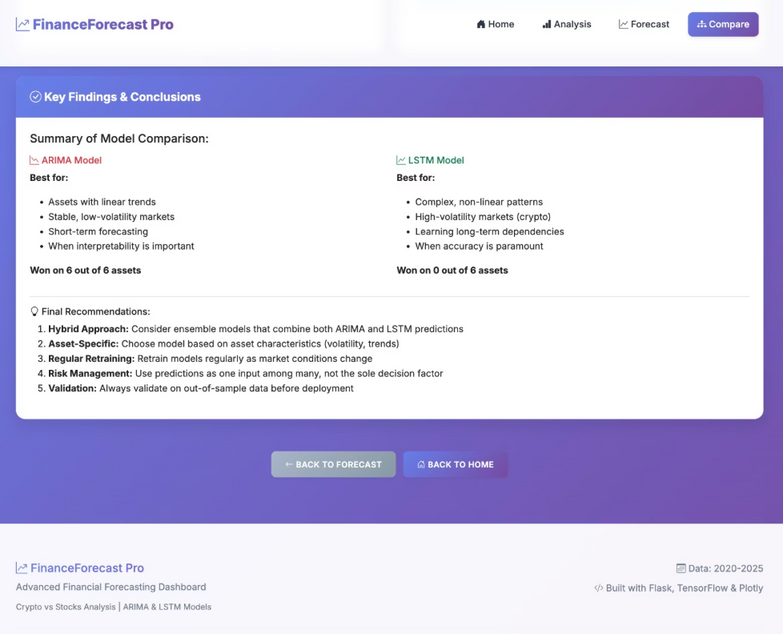 FinanceForecast Pro
Home
Analysis
Forecast
Compare
Key Findings & Conclusions
Summary of Model Comparison:
ARIMA Model
Best for:
• Assets with linear trends
• Stable, low-volatility markets
• Short-term forecasting
• When interpretability is important
Won on 6 out of 6 assets
LSTM Model
Best for:
• Complex, non-linear patterns
• High-volatility markets (crypto)
• Learning long-term dependencies
• When accuracy is paramount
Won on 0 out of 6 assets
Final Recommendations:
1. Hybrid Approach: Consider ensemble models that combine both ARIMA and LSTM predictions
2. Asset-Specific: Choose model based on asset characteristics (volatility, trends)
3. Regular Retraining: Retrain models regularly as market conditions change
4. Risk Management: Use predictions as one input among many, not the sole decision factor
5. Validation: Always validate on out-of-sample data before deployment
← BACK TO FORECAST
BACK TO HOME
FinanceForecast Pro
Advanced Financial Forecasting Dashboard
Crypto vs Stocks Analysis | ARIMA & LSTM Models
Data: 2020-2025
Built with Flask, TensorFlow & Plotly